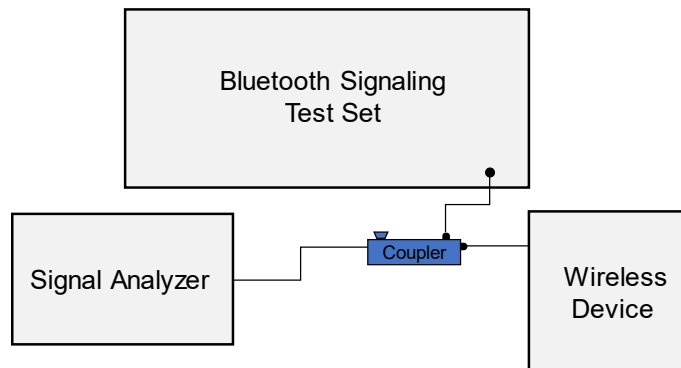 Bluetooth Signaling
Test Set
Signal Analyzer
Coupler
Wireless
Device